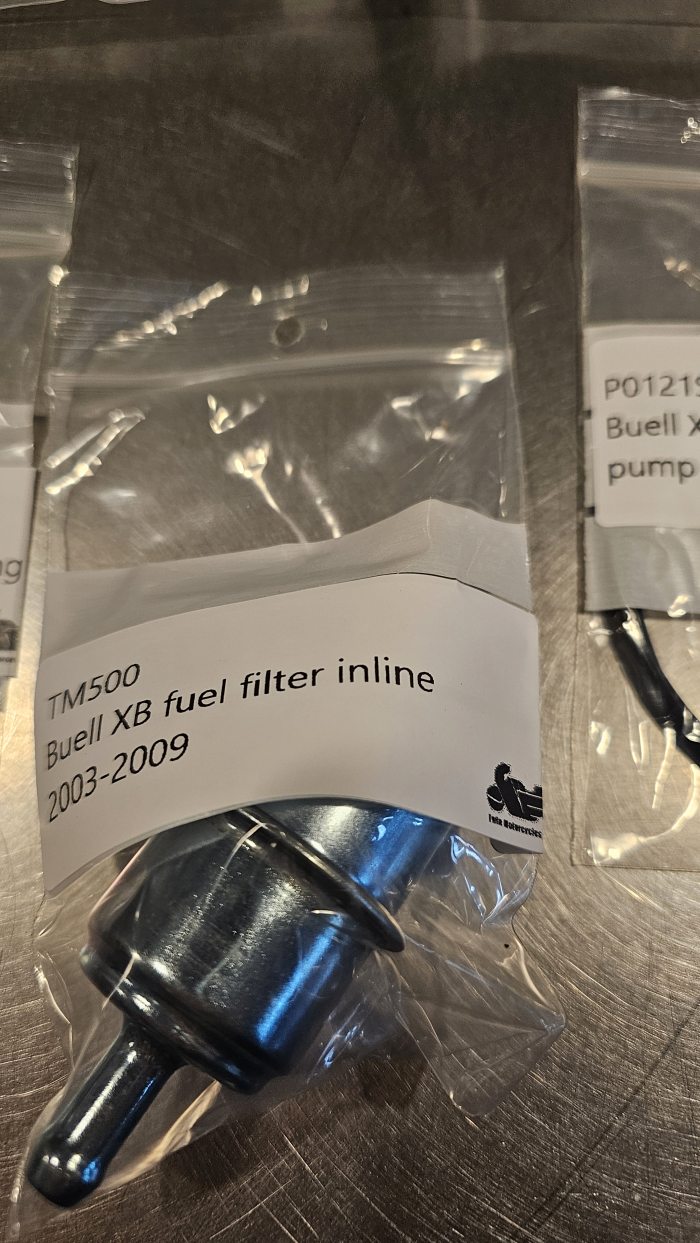 TM500
Buell XB fuel filter inline
2003-2009
Buell
pump